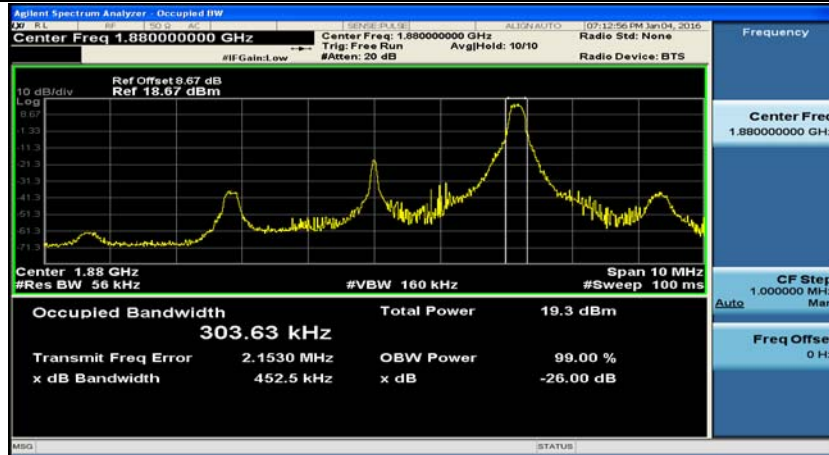 Agilent Spectrum Analyzer - Occupied BW
LXI RL RF 50 Ω AC SENSE:PULSE ALIGN AUTO 07:12:56 PM Jan 04, 2016
Center Freq 1.880000000 GHz
Center Freq: 1.880000000 GHz
Radio Std: None
Trig: Free Run Avg|Hold: 10/10
#IFGain:Low
#Atten: 20 dB
Radio Device: BTS
Frequency
Ref Offset 8.67 dB
10 dB/div Ref 18.67 dBm
Log
8.67
-1.33
-11.3
-21.3
-31.3
-41.3
-51.3
-61.3
-71.3
Center Freq
1.880000000 GHz
Center 1.88 GHz
Span 10 MHz
#Res BW 56 kHz
#VBW 160 kHz
#Sweep 100 ms
CF Step
1.000000 MHz
Auto Man
Occupied Bandwidth
Total Power 19.3 dBm
303.63 kHz
Transmit Freq Error 2.1530 MHz OBW Power 99.00 %
x dB Bandwidth 452.5 kHz x dB -26.00 dB
Freq Offset
0 Hz
MSG
STATUS